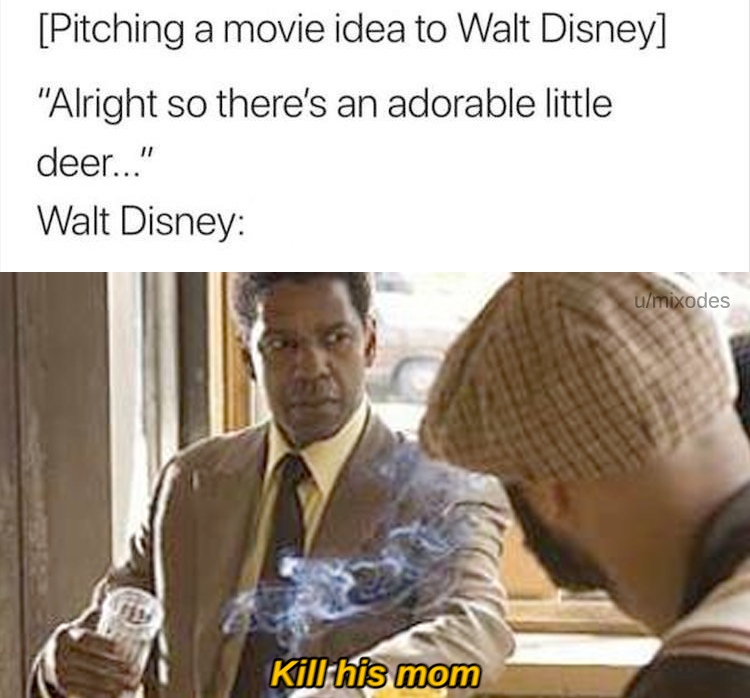 [Pitching a movie idea to Walt Disney]
"Alright so there's an adorable little
deer..."
Walt Disney:
u/mixodes
Kill his mom